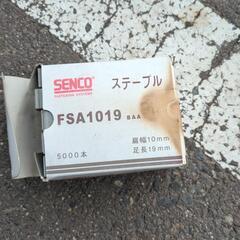 SENCO
FASTENING SYSTEMS
ステープル
FSA1019 BAA
5000本
肩幅10mm
足長19mm